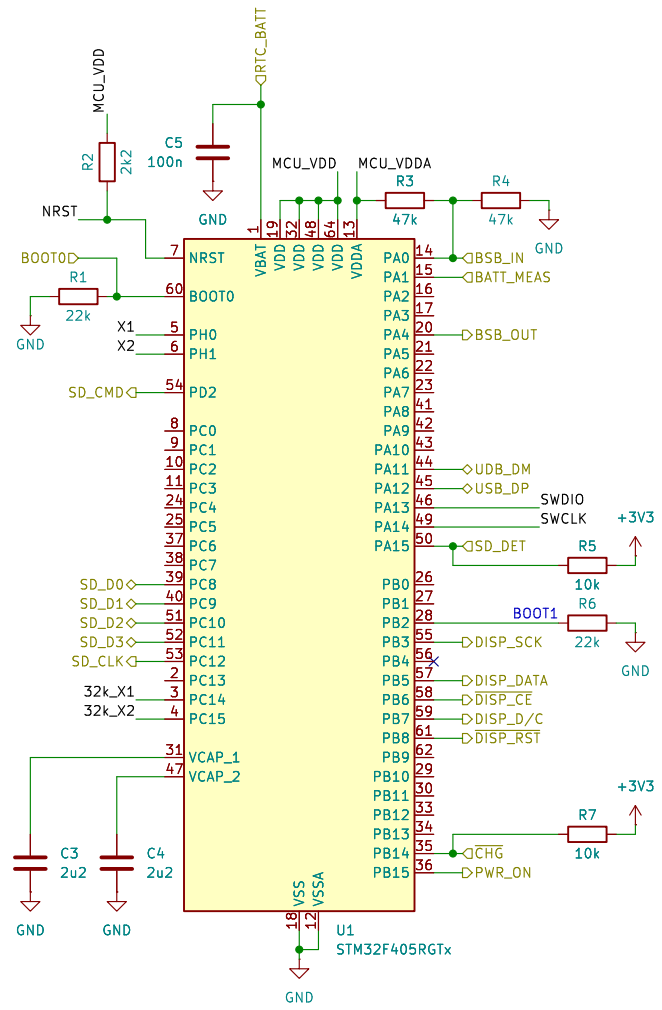 RTC_BATT
MCU_VDD
C5
100n
GND
R2
2k2
MCU_VDD
MCU_VDDA
R3
47k
R4
47k
GND
NRST
1
VBAT
19
VDD
32
VDD
48
VDD
64
VDD
13
VDDA
7 NRST
PA0 14 BSB_IN
BOOT0
R1
22k
GND
60 BOOT0
PA1 15 BATT_MEAS
PA2 16
PA3 17
X1 5 PH0
PA4 20 BSB_OUT
X2 6 PH1
PA5 21
PA6 22
SD_CMD 54 PD2
PA7 23
PA8 41
8 PC0
PA9 42
9 PC1
PA10 43
10 PC2
PA11 44 UDB_DM
11 PC3
PA12 45 USB_DP
24 PC4
PA13 46 SWDIO
25 PC5
PA14 49 SWCLK
37 PC6
PA15 50 SD_DET
+3V3
R5
10k
38 PC7
SD_D0 39 PC8
PB0 26
SD_D1 40 PC9
PB1 27
SD_D2 51 PC10
PB2 28 BOOT1
R6
22k
GND
SD_D3 52 PC11
PB3 55 DISP_SCK
SD_CLK 53 PC12
PB4 56
2 PC13
PB5 57 DISP_DATA
32k_X1 3 PC14
PB6 58 DISP_CE
32k_X2 4 PC15
PB7 59 DISP_D/C
PB8 61 DISP_RST
31 VCAP_1
PB9 62
47 VCAP_2
PB10 29
PB11 30
PB12 33
PB13 34
+3V3
R7
10k
PB14 35 CHG
PB15 36 PWR_ON
C3
2u2
GND
C4
2u2
GND
VSS
18
VSSA
12
U1
STM32F405RGTx
GND